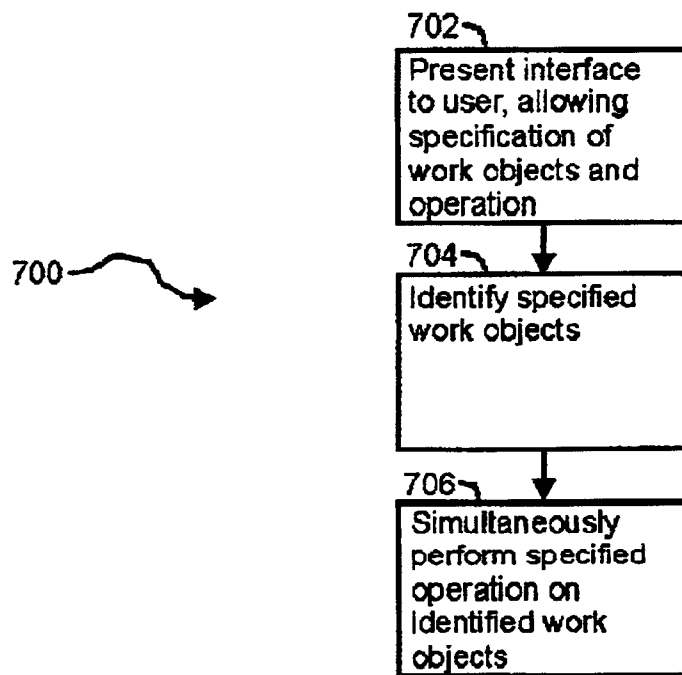 702
Present interface
to user, allowing
specification of
work objects and
operation
700
704
Identify specified
work objects
706
Simultaneously
perform specified
operation on
identified work
objects